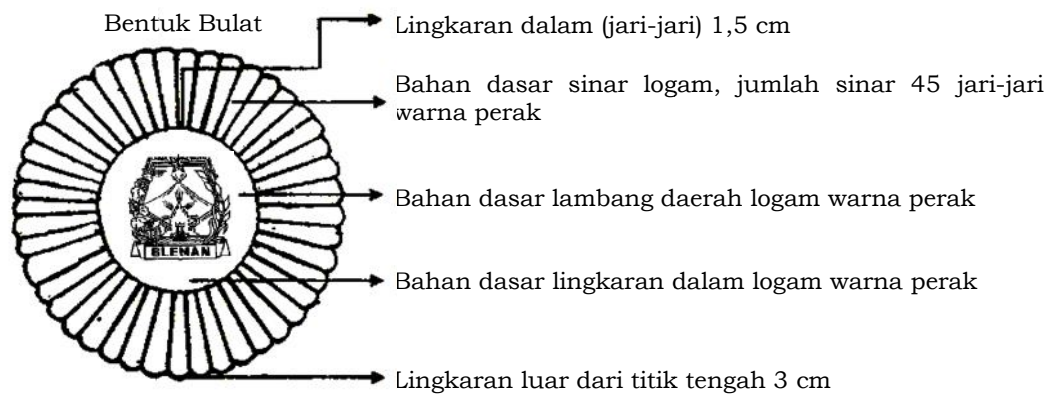 Bentuk Bulat
Lingkaran dalam (jari-jari) 1,5 cm
Bahan dasar sinar logam, jumlah sinar 45 jari-jari
warna perak
Bahan dasar lambang daerah logam warna perak
SLEMAN
Bahan dasar lingkaran dalam logam warna perak
Lingkaran luar dari titik tengah 3 cm